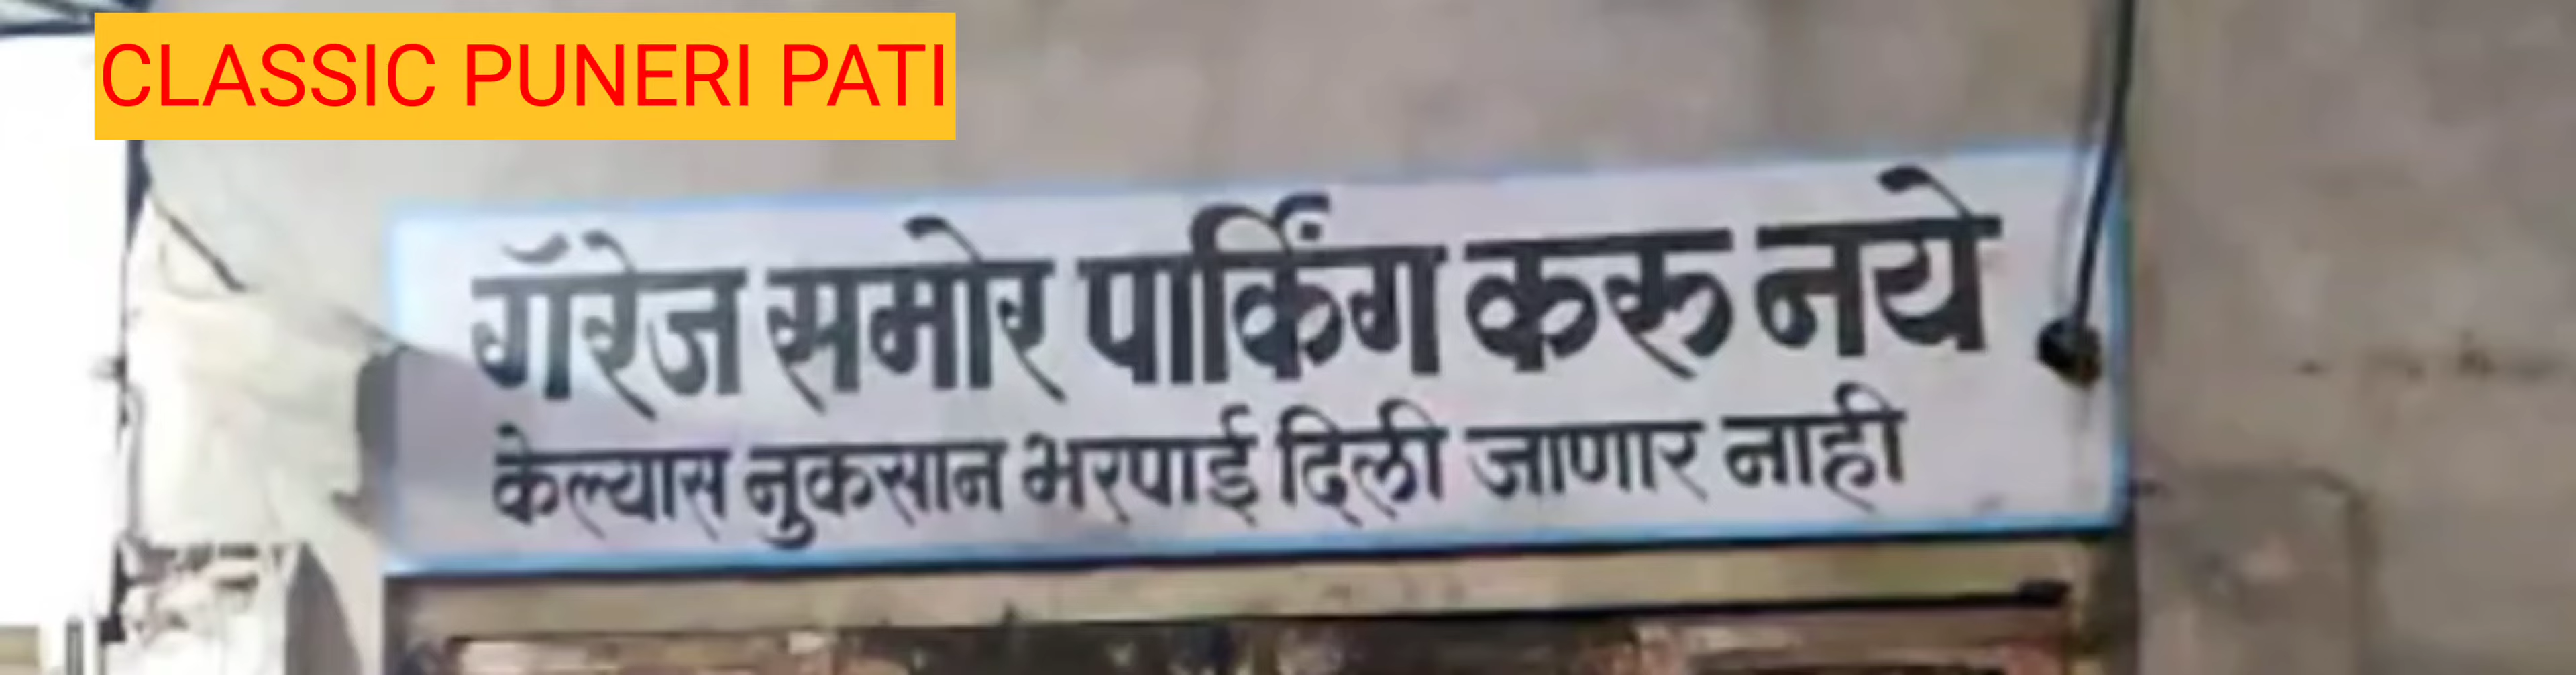 CLASSIC PUNERI PATI
गॅरेज समोर पार्किंग करु नये
केल्यास नुकसान भरपाई दिली जाणार नाही